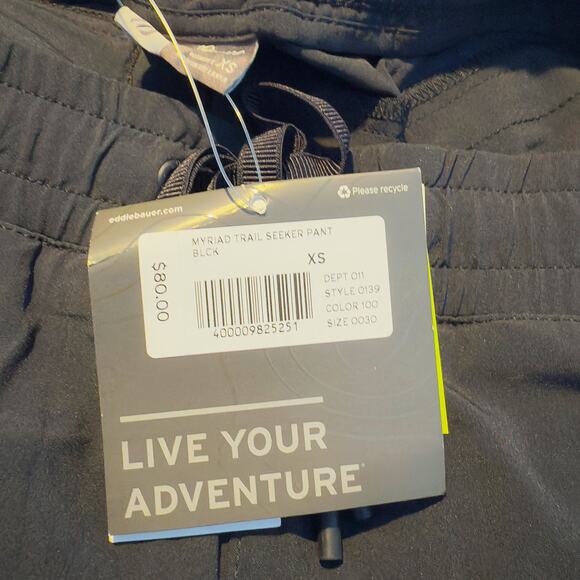 XS
eddiebauer.com
Please recycle
MYRIAD TRAIL SEEKER PANT
BLCK
XS
$80.00
DEPT 011
STYLE 0139
COLOR 100
SIZE 0030
400009825251
LIVE YOUR
ADVENTURE®